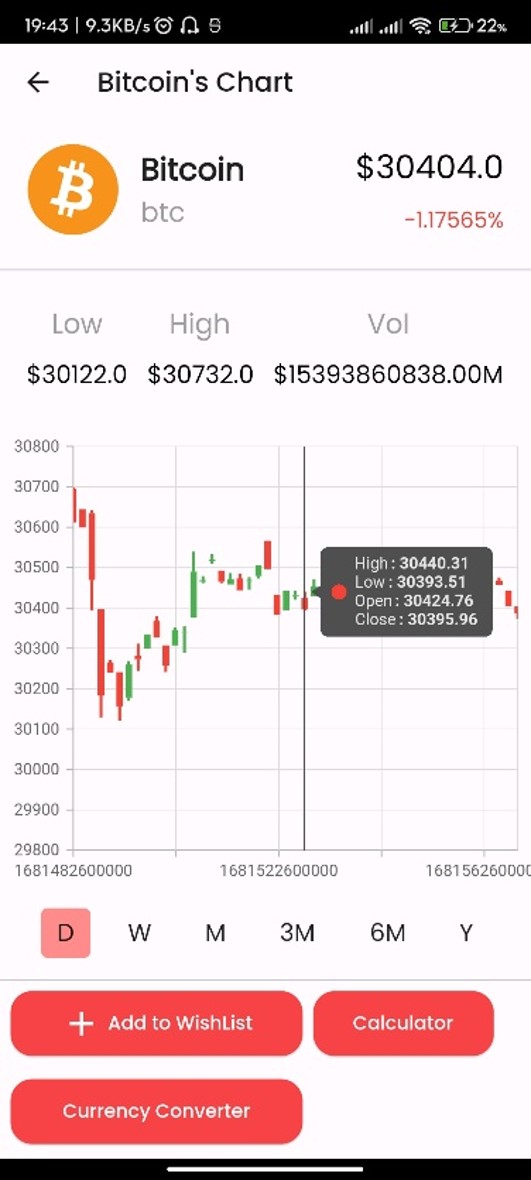 19:43 | 9.3KB/s 22%
Bitcoin's Chart
Bitcoin $30404.0
btc -1.17565%
Low High Vol
$30122.0 $30732.0 $15393860838.00M
30800
30700
30600
30500
High : 30440.31
Low : 30393.51
Open : 30424.76
Close : 30395.96
30400
30300
30200
30100
30000
29900
29800
1681482600000 1681522600000 168156260000
D W M 3M 6M Y
+ Add to WishList Calculator
Currency Converter